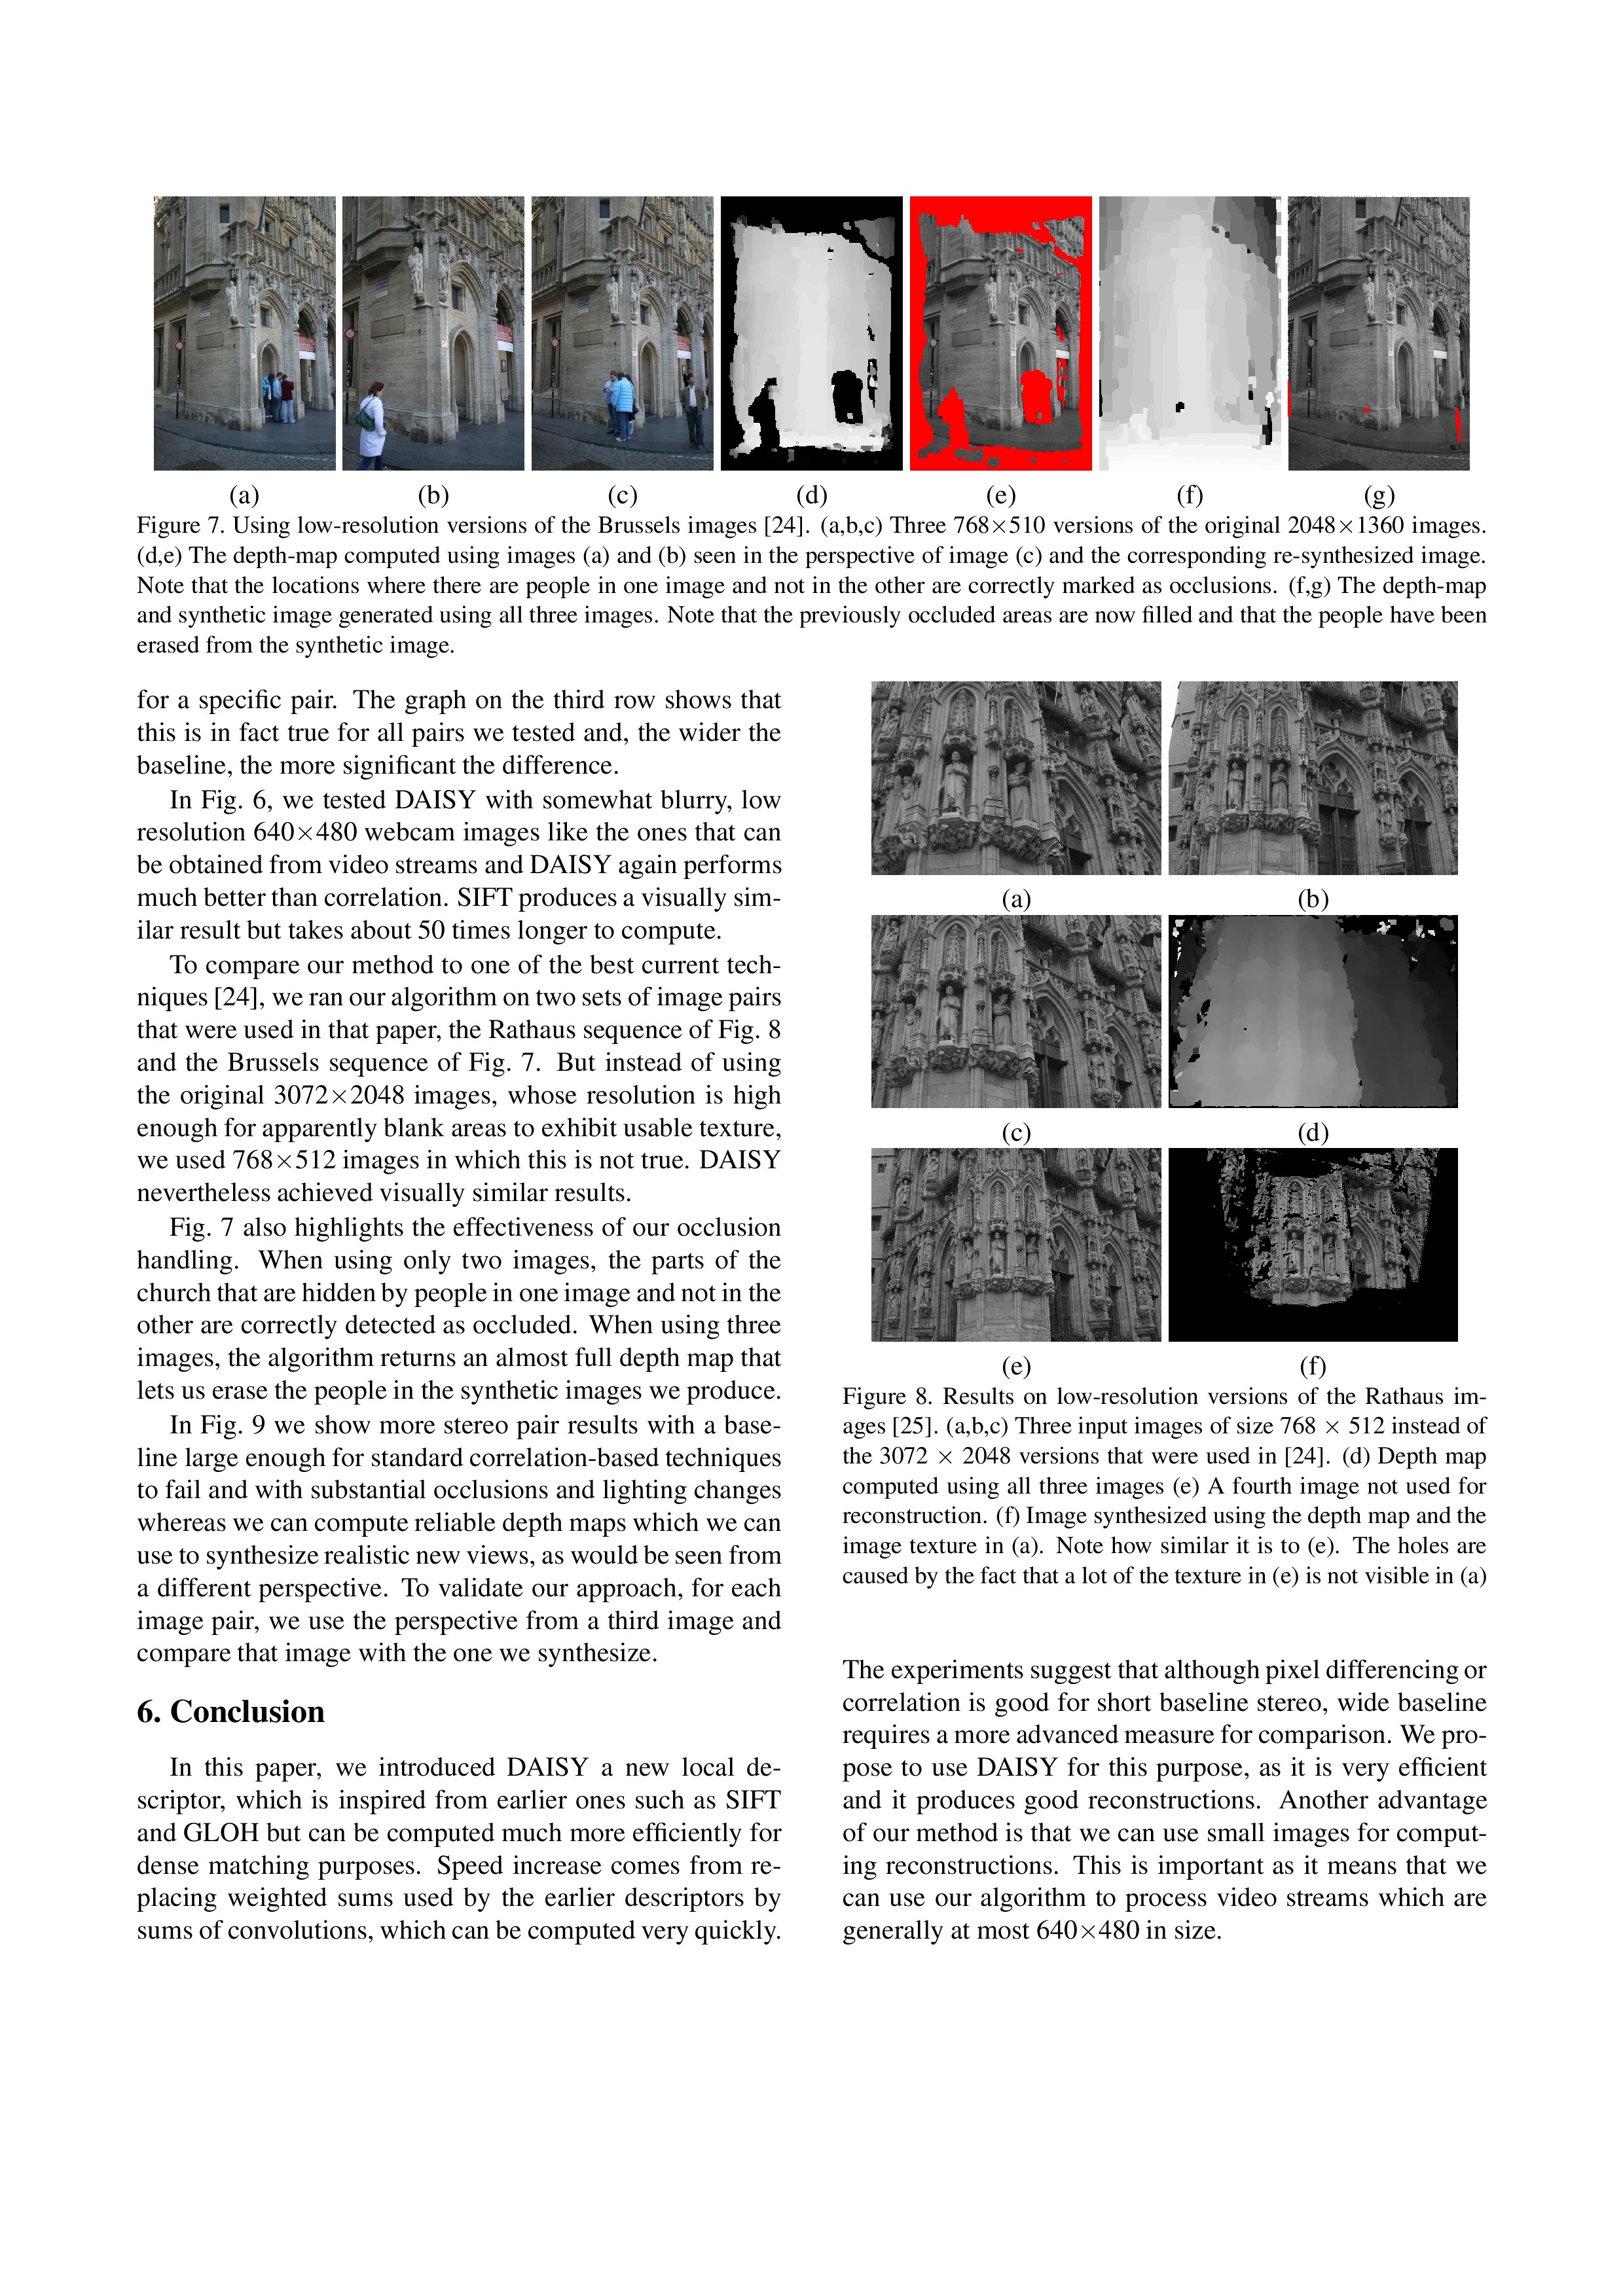 (a) (b) (c) (d) (e) (f) (g)
Figure 7. Using low-resolution versions of the Brussels images [24]. (a,b,c) Three 768×510 versions of the original 2048×1360 images.
(d,e) The depth-map computed using images (a) and (b) seen in the perspective of image (c) and the corresponding re-synthesized image.
Note that the locations where there are people in one image and not in the other are correctly marked as occlusions. (f,g) The depth-map
and synthetic image generated using all three images. Note that the previously occluded areas are now filled and that the people have been
erased from the synthetic image.
for a specific pair. The graph on the third row shows that
this is in fact true for all pairs we tested and, the wider the
baseline, the more significant the difference.
In Fig. 6, we tested DAISY with somewhat blurry, low
resolution 640×480 webcam images like the ones that can
be obtained from video streams and DAISY again performs
much better than correlation. SIFT produces a visually sim-
ilar result but takes about 50 times longer to compute.
To compare our method to one of the best current tech-
niques [24], we ran our algorithm on two sets of image pairs
that were used in that paper, the Rathaus sequence of Fig. 8
and the Brussels sequence of Fig. 7. But instead of using
the original 3072×2048 images, whose resolution is high
enough for apparently blank areas to exhibit usable texture,
we used 768×512 images in which this is not true. DAISY
nevertheless achieved visually similar results.
Fig. 7 also highlights the effectiveness of our occlusion
handling. When using only two images, the parts of the
church that are hidden by people in one image and not in the
other are correctly detected as occluded. When using three
images, the algorithm returns an almost full depth map that
lets us erase the people in the synthetic images we produce.
In Fig. 9 we show more stereo pair results with a base-
line large enough for standard correlation-based techniques
to fail and with substantial occlusions and lighting changes
whereas we can compute reliable depth maps which we can
use to synthesize realistic new views, as would be seen from
a different perspective. To validate our approach, for each
image pair, we use the perspective from a third image and
compare that image with the one we synthesize.
6. Conclusion
In this paper, we introduced DAISY a new local de-
scriptor, which is inspired from earlier ones such as SIFT
and GLOH but can be computed much more efficiently for
dense matching purposes. Speed increase comes from re-
placing weighted sums used by the earlier descriptors by
sums of convolutions, which can be computed very quickly.
(a) (b)
(c) (d)
(e) (f)
Figure 8. Results on low-resolution versions of the Rathaus im-
ages [25]. (a,b,c) Three input images of size 768 × 512 instead of
the 3072 × 2048 versions that were used in [24]. (d) Depth map
computed using all three images (e) A fourth image not used for
reconstruction. (f) Image synthesized using the depth map and the
image texture in (a). Note how similar it is to (e). The holes are
caused by the fact that a lot of the texture in (e) is not visible in (a)
The experiments suggest that although pixel differencing or
correlation is good for short baseline stereo, wide baseline
requires a more advanced measure for comparison. We pro-
pose to use DAISY for this purpose, as it is very efficient
and it produces good reconstructions. Another advantage
of our method is that we can use small images for comput-
ing reconstructions. This is important as it means that we
can use our algorithm to process video streams which are
generally at most 640×480 in size.